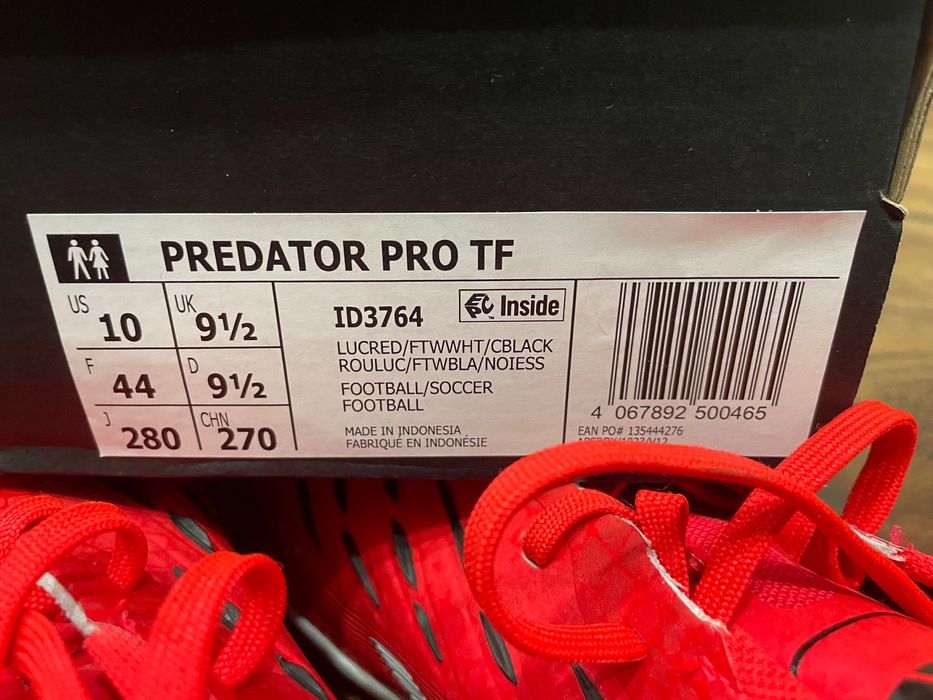 PREDATOR PRO TF
US 10 UK 9½
F 44 D 9½
J 280 CHN 270
ID3764 EPC™ Inside
LUCRED/FTWWHT/CBLACK
ROULUC/FTWBLA/NOIESS
FOOTBALL/SOCCER
FOOTBALL
MADE IN INDONESIA
FABRIQUÉ EN INDONÉSIE
4 067892 500465
EAN PO# 135444276